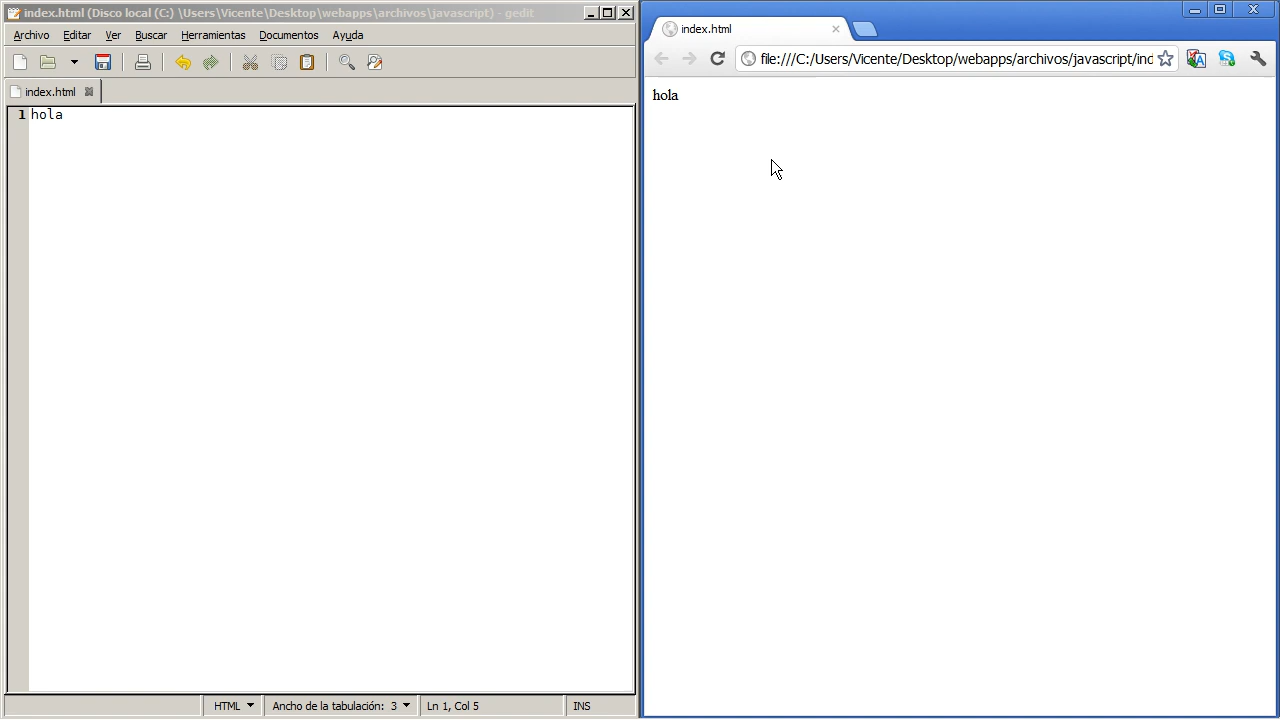 index.html (Disco local (C:) \Users\Vicente\Desktop\webapps\archivos\javascript) - gedit
Archivo Editar Ver Buscar Herramientas Documentos Ayuda
index.html
1 hola
HTML Ancho de la tabulación: 3 Ln 1, Col 5 INS
index.html
file:///C:/Users/Vicente/Desktop/webapps/archivos/javascript/ind
hola